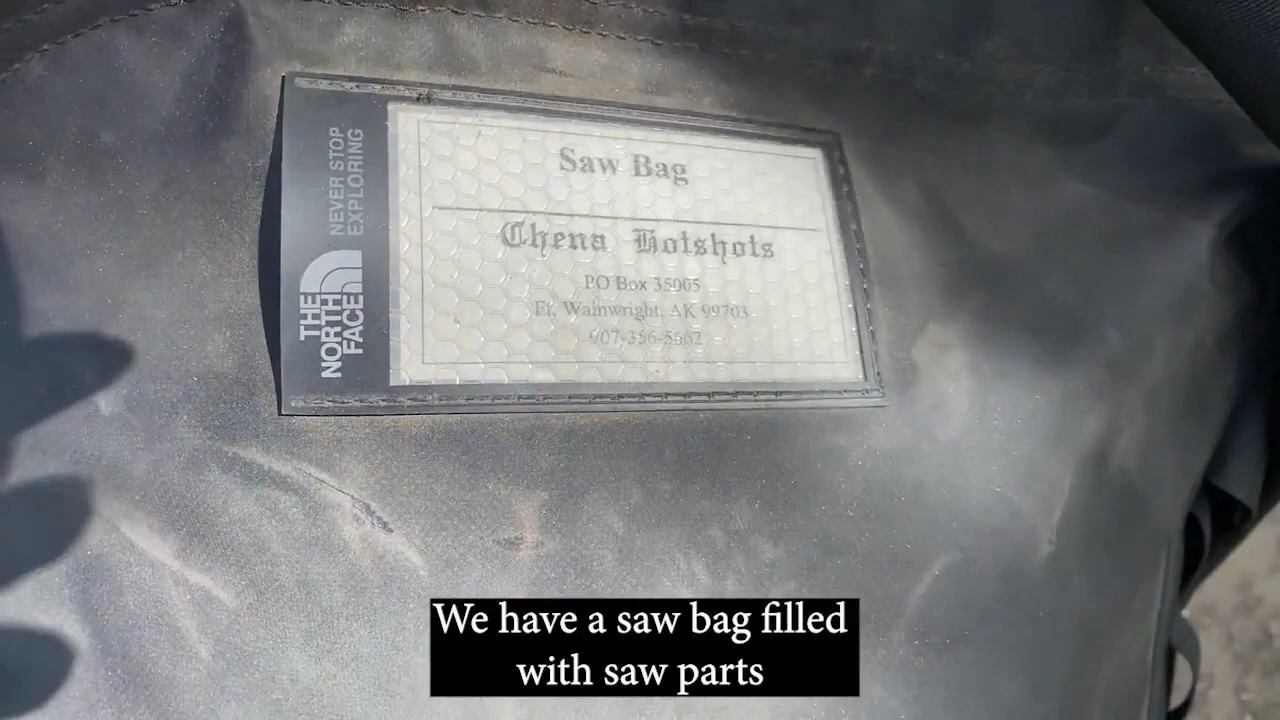 Saw Bag
Chena Hotshots
PO Box 35005
Ft. Wainwright, AK 99703
907-356-5662
NEVER STOP
EXPLORING
THE
NORTH
FACE
We have a saw bag filled
with saw parts